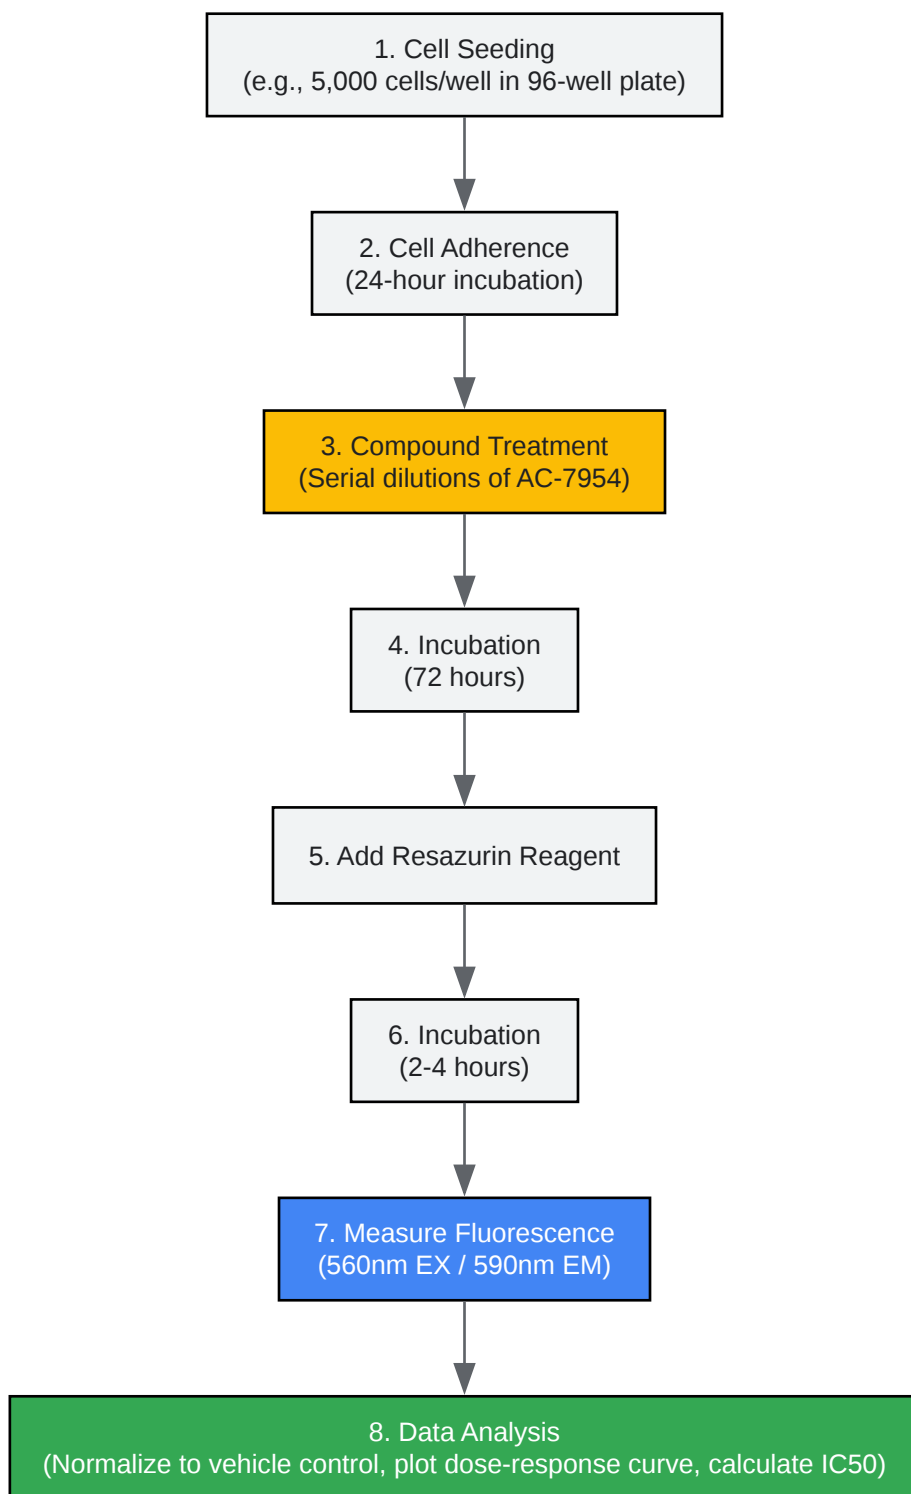 1. Cell Seeding
(e.g., 5,000 cells/well in 96-well plate)
2. Cell Adherence
(24-hour incubation)
3. Compound Treatment
(Serial dilutions of AC-7954)
4. Incubation
(72 hours)
5. Add Resazurin Reagent
6. Incubation
(2-4 hours)
7. Measure Fluorescence
(560nm EX / 590nm EM)
8. Data Analysis
(Normalize to vehicle control, plot dose-response curve, calculate IC50)